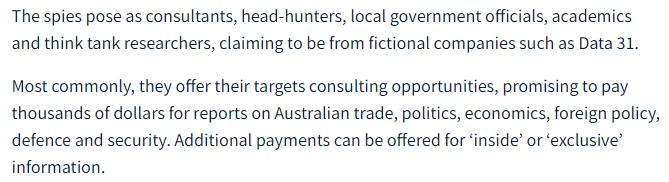 The spies pose as consultants, head-hunters, local government officials, academics
and think tank researchers, claiming to be from fictional companies such as Data 31.
Most commonly, they offer their targets consulting opportunities, promising to pay
thousands of dollars for reports on Australian trade, politics, economics, foreign policy,
defence and security. Additional payments can be offered for ‘inside’ or ‘exclusive’
information.